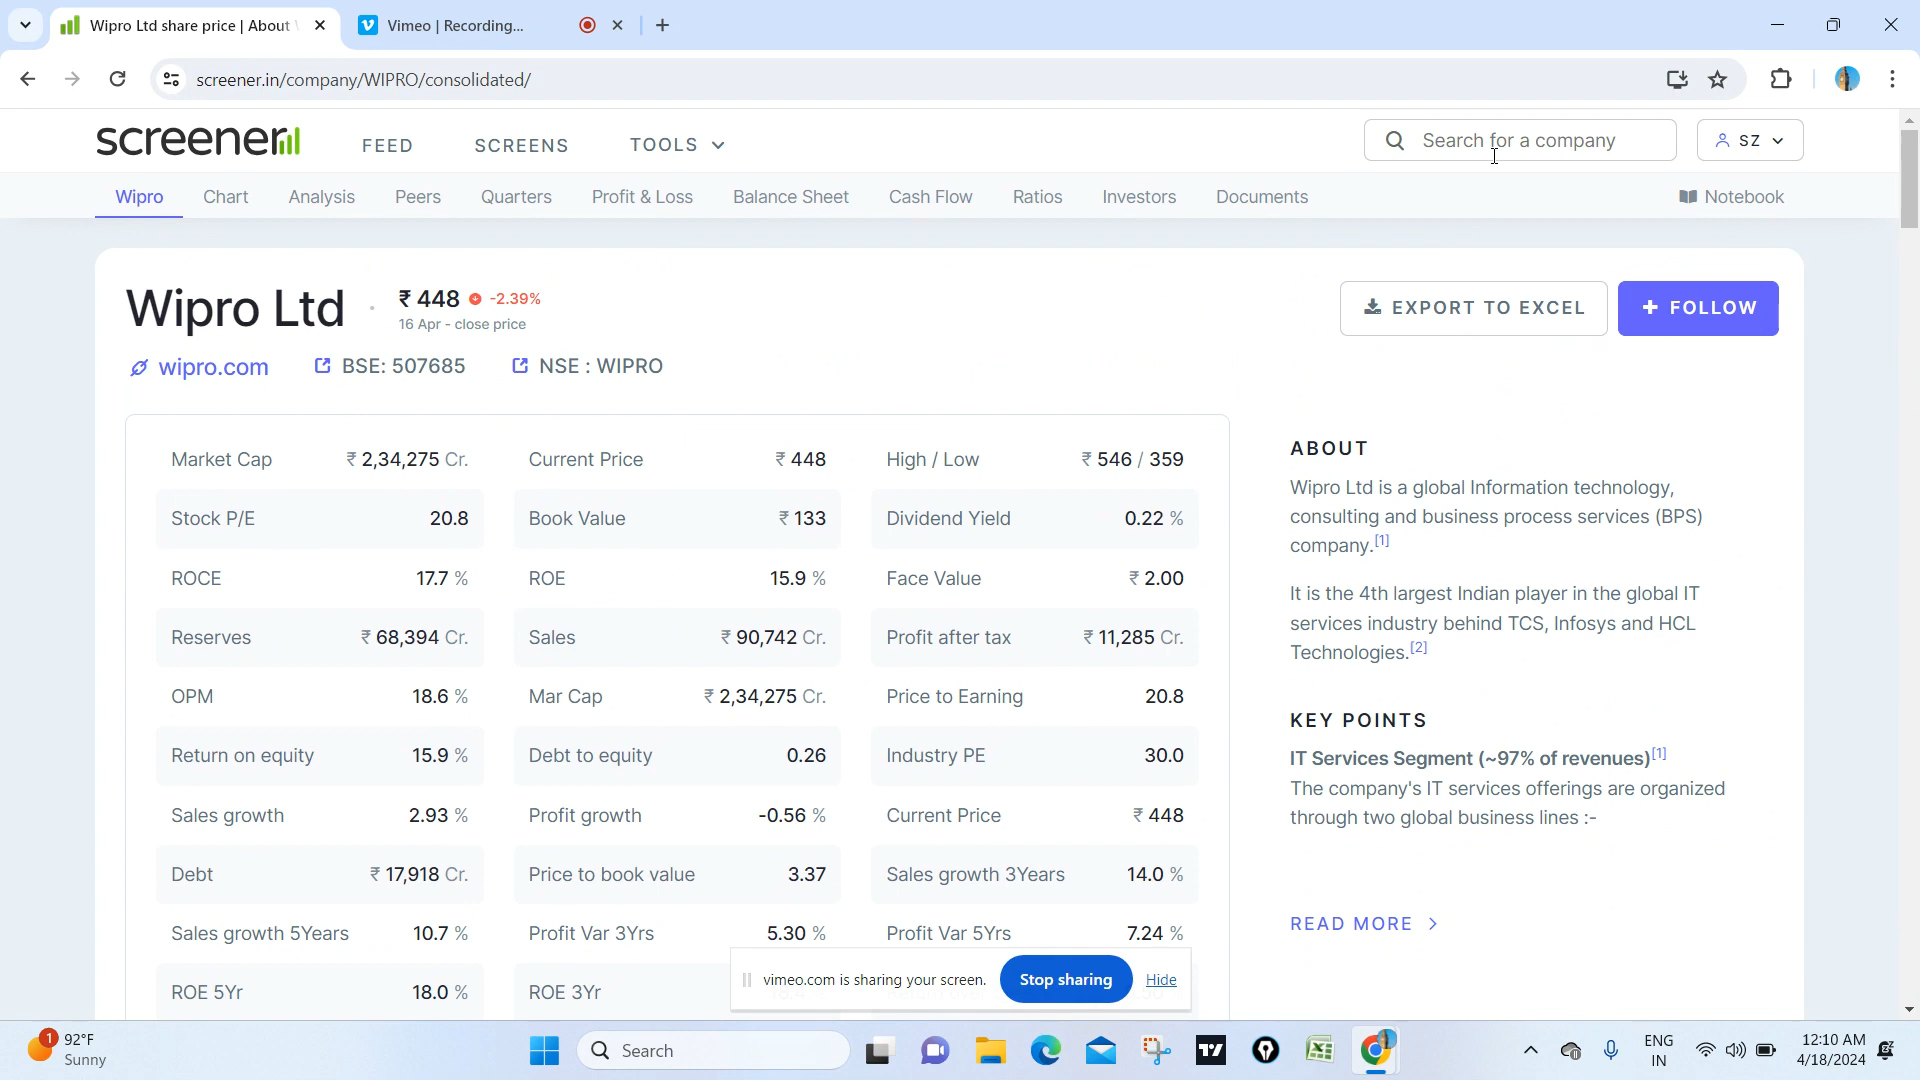 Wipro Ltd share price | About
Vimeo | Recording...
screener.in/company/WIPRO/consolidated/
screener
FEED SCREENS TOOLS
Search for a company
SZ
Wipro Chart Analysis Peers Quarters Profit & Loss Balance Sheet Cash Flow Ratios Investors Documents Notebook
Wipro Ltd
₹ 448 -2.39%
16 Apr - close price
EXPORT TO EXCEL
+ FOLLOW
wipro.com BSE: 507685 NSE : WIPRO
Market Cap ₹ 2,34,275 Cr. Current Price ₹ 448 High / Low ₹ 546 / 359
Stock P/E 20.8 Book Value ₹ 133 Dividend Yield 0.22 %
ROCE 17.7 % ROE 15.9 % Face Value ₹ 2.00
Reserves ₹ 68,394 Cr. Sales ₹ 90,742 Cr. Profit after tax ₹ 11,285 Cr.
OPM 18.6 % Mar Cap ₹ 2,34,275 Cr. Price to Earning 20.8
Return on equity 15.9 % Debt to equity 0.26 Industry PE 30.0
Sales growth 2.93 % Profit growth -0.56 % Current Price ₹ 448
Debt ₹ 17,918 Cr. Price to book value 3.37 Sales growth 3Years 14.0 %
Sales growth 5Years 10.7 % Profit Var 3Yrs 5.30 % Profit Var 5Yrs 7.24 %
ROE 5Yr 18.0 % ROE 3Yr
ABOUT
Wipro Ltd is a global Information technology,
consulting and business process services (BPS)
company.[1]
It is the 4th largest Indian player in the global IT
services industry behind TCS, Infosys and HCL
Technologies.[2]
KEY POINTS
IT Services Segment (~97% of revenues)[1]
The company's IT services offerings are organized
through two global business lines :-
READ MORE
vimeo.com is sharing your screen. Stop sharing Hide
1
92°F
Sunny
Search
ENG
IN
12:10 AM
4/18/2024